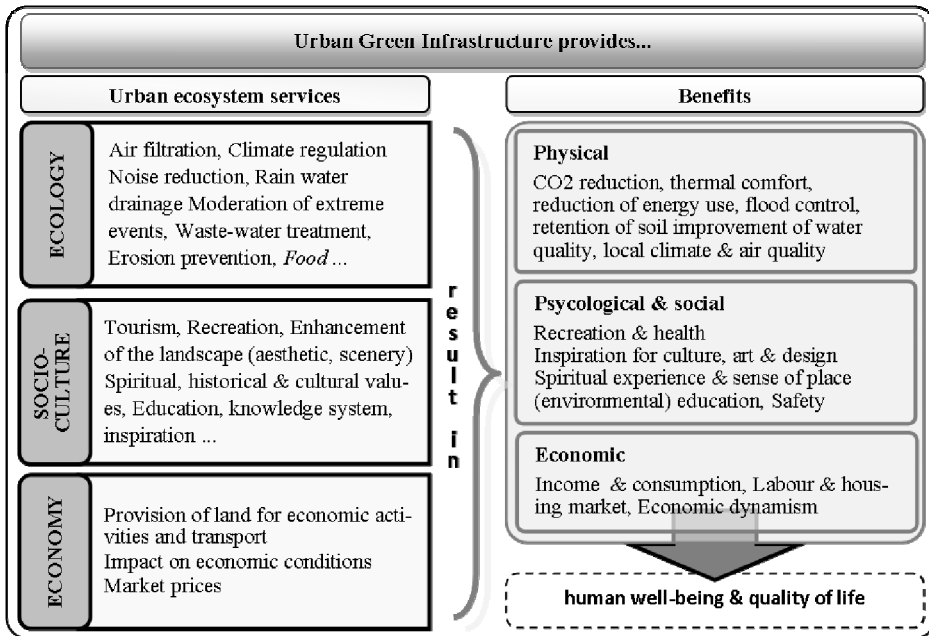 Urban Green Infrastructure provides...
Urban ecosystem services
ECOLOGY
Air filtration, Climate regulation
Noise reduction, Rain water
drainage Moderation of extreme
events, Waste-water treatment,
Erosion prevention, Food ...
SOCIO-
CULTURE
Tourism, Recreation, Enhancement
of the landscape (aesthetic, scenery)
Spiritual, historical & cultural valu-
es, Education, knowledge system,
inspiration ...
ECONOMY
Provision of land for economic acti-
vities and transport
Impact on economic conditions
Market prices
result in
Benefits
Physical
CO2 reduction, thermal comfort,
reduction of energy use, flood control,
retention of soil improvement of water
quality, local climate & air quality
Psycological & social
Recreation & health
Inspiration for culture, art & design
Spiritual experience & sense of place
(environmental) education, Safety
Economic
Income & consumption, Labour & hous-
ing market, Economic dynamism
human well-being & quality of life